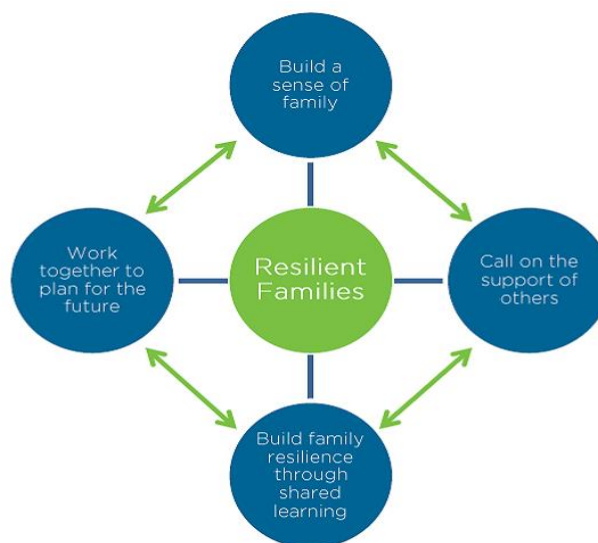 Build a
sense of
family
Work
together to
plan for the
future
Resilient
Families
Call on the
support of
others
Build family
resilience
through
shared
learning